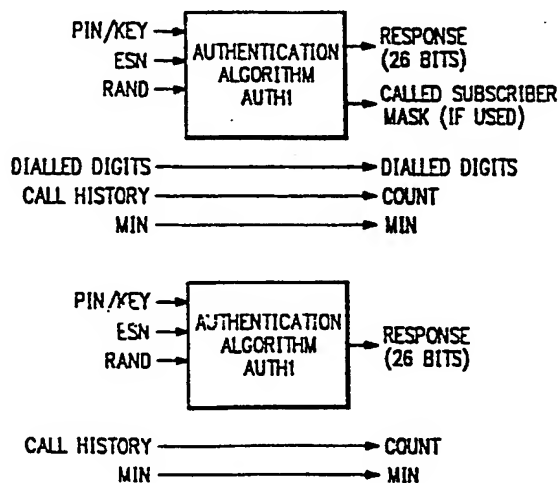 PIN/KEY
ESN
RAND
AUTHENTICATION
ALGORITHM
AUTH1
RESPONSE
(26 BITS)
CALLED SUBSCRIBER
MASK (IF USED)
DIALLED DIGITS
DIALLED DIGITS
CALL HISTORY
COUNT
MIN
MIN
PIN/KEY
ESN
RAND
AUTHENTICATION
ALGORITHM
AUTH1
RESPONSE
(26 BITS)
CALL HISTORY
COUNT
MIN
MIN